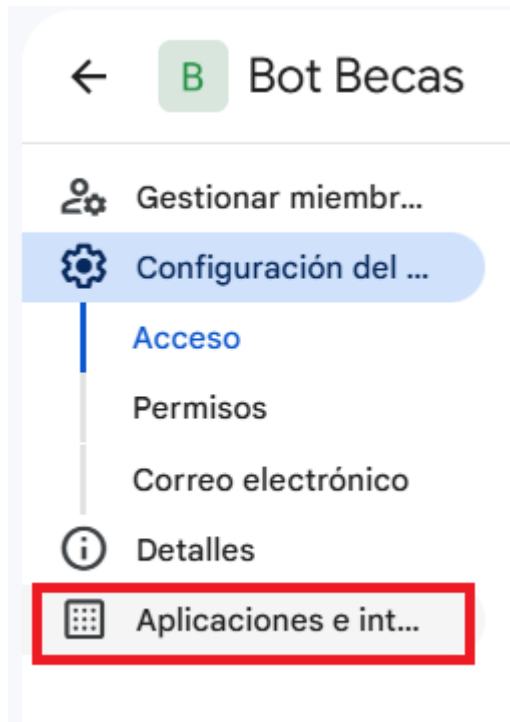 B Bot Becas
Gestionar miembr...
Configuración del ...
Acceso
Permisos
Correo electrónico
Detalles
Aplicaciones e int...